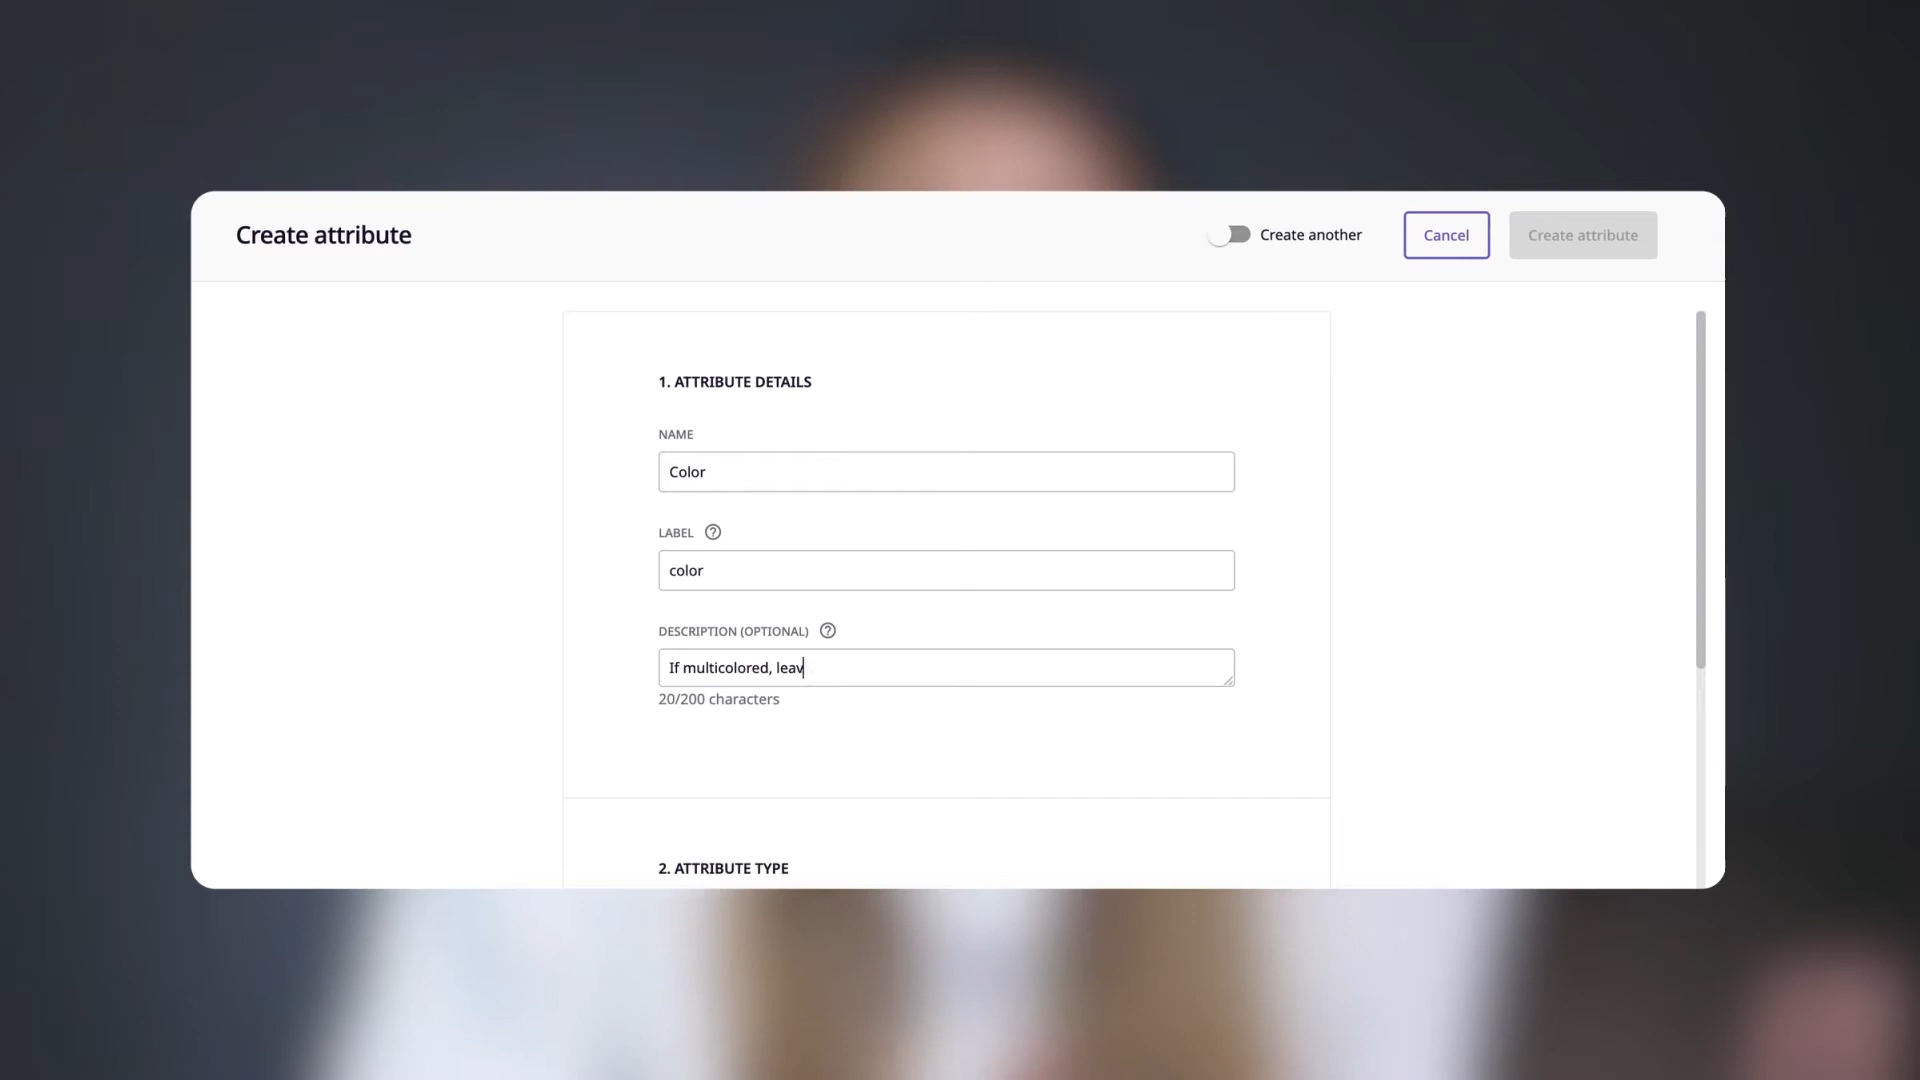 Create attribute
Create another
Cancel
Create attribute
1. ATTRIBUTE DETAILS
NAME
Color
LABEL
color
DESCRIPTION (OPTIONAL)
If multicolored, leav
20/200 characters
2. ATTRIBUTE TYPE